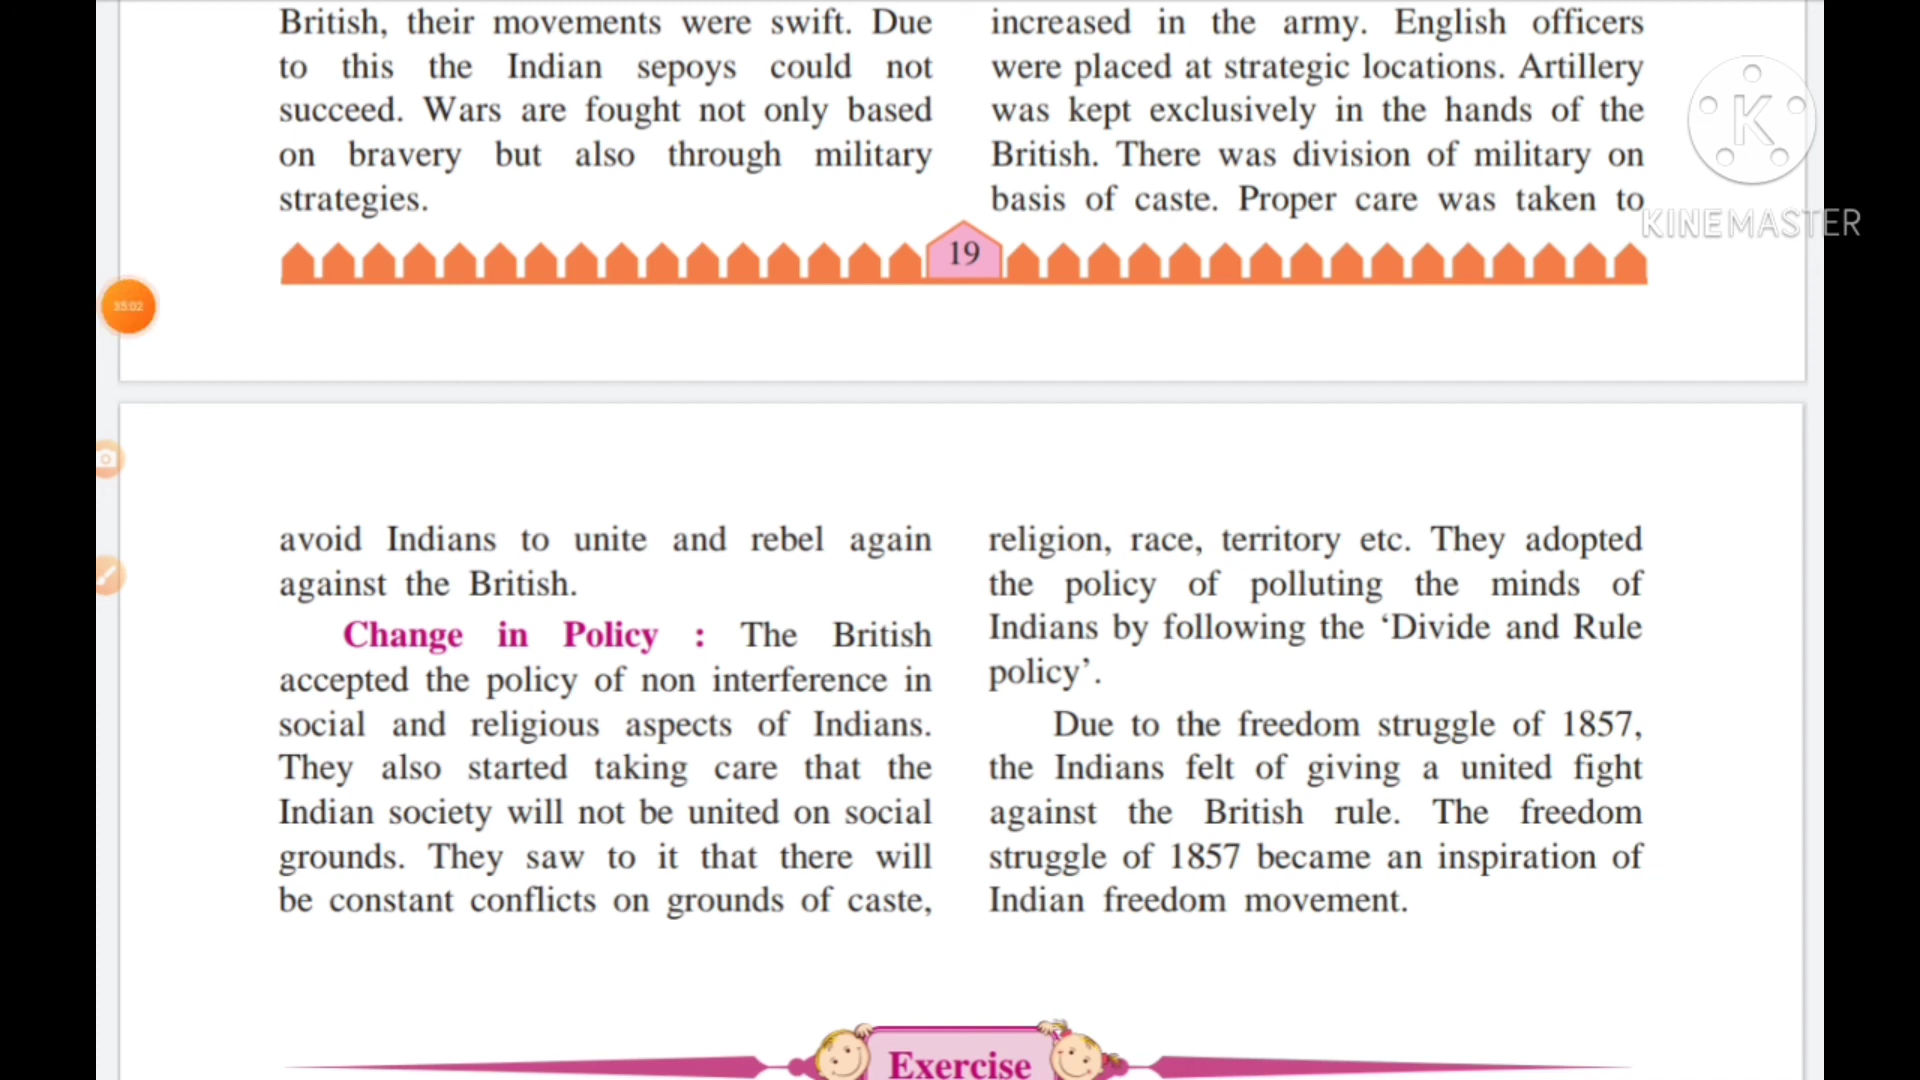 British, their movements were swift. Due
to this the Indian sepoys could not
succeed. Wars are fought not only based
on bravery but also through military
strategies.
increased in the army. English officers
were placed at strategic locations. Artillery
was kept exclusively in the hands of the
British. There was division of military on
basis of caste. Proper care was taken to
K
KINEMASTER
19
35:02
avoid Indians to unite and rebel again
against the British.
Change in Policy : The British
accepted the policy of non interference in
social and religious aspects of Indians.
They also started taking care that the
Indian society will not be united on social
grounds. They saw to it that there will
be constant conflicts on grounds of caste,
religion, race, territory etc. They adopted
the policy of polluting the minds of
Indians by following the ‘Divide and Rule
policy’.
Due to the freedom struggle of 1857,
the Indians felt of giving a united fight
against the British rule. The freedom
struggle of 1857 became an inspiration of
Indian freedom movement.
Exercise